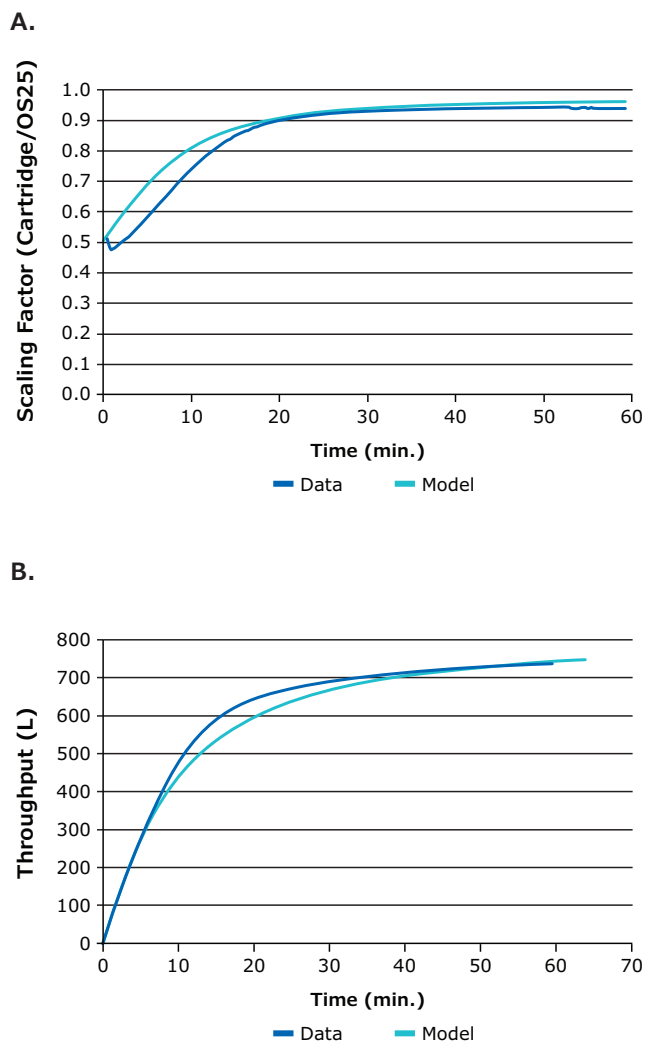 A.
Scaling Factor (Cartridge/OS25)
1.0
0.9
0.8
0.7
0.6
0.5
0.4
0.3
0.2
0.1
0.0
0 10 20 30 40 50 60
Time (min.)
Data Model
B.
Throughput (L)
800
700
600
500
400
300
200
100
0
0 10 20 30 40 50 60 70
Time (min.)
Data Model